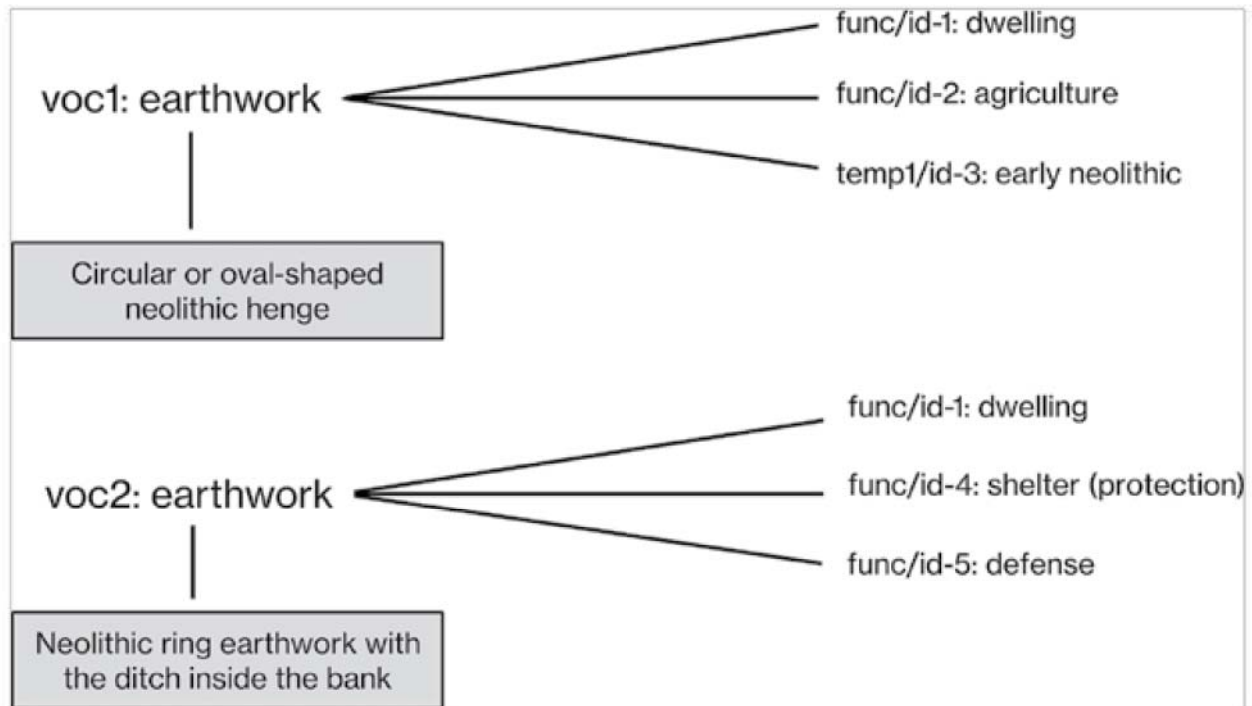 func/id-1: dwelling
voc1: earthwork
func/id-2: agriculture
temp1/id-3: early neolithic
Circular or oval-shaped
neolithic henge
func/id-1: dwelling
voc2: earthwork
func/id-4: shelter (protection)
func/id-5: defense
Neolithic ring earthwork with
the ditch inside the bank